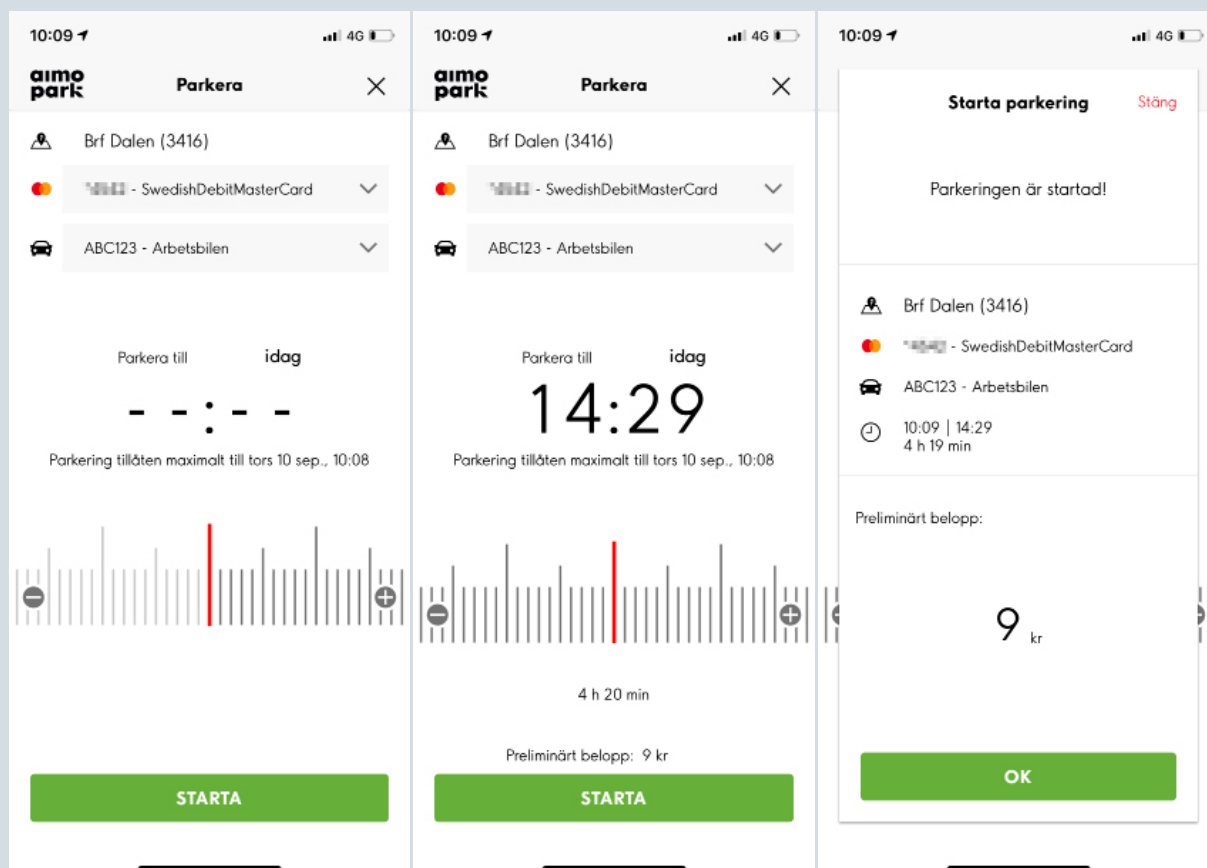 10:09
4G
aimo
park
Parkera
Brf Dalen (3416)
- SwedishDebitMasterCard
ABC123 - Arbetsbilen
Parkera till idag
--:--
Parkering tillåten maximalt till tors 10 sep., 10:08
STARTA
10:09
4G
aimo
park
Parkera
Brf Dalen (3416)
- SwedishDebitMasterCard
ABC123 - Arbetsbilen
Parkera till idag
14:29
Parkering tillåten maximalt till tors 10 sep., 10:08
4 h 20 min
Preliminärt belopp: 9 kr
STARTA
10:09
4G
Starta parkering
Stäng
Parkeringen är startad!
Brf Dalen (3416)
- SwedishDebitMasterCard
ABC123 - Arbetsbilen
10:09 | 14:29
4 h 19 min
Preliminärt belopp:
9 kr
OK